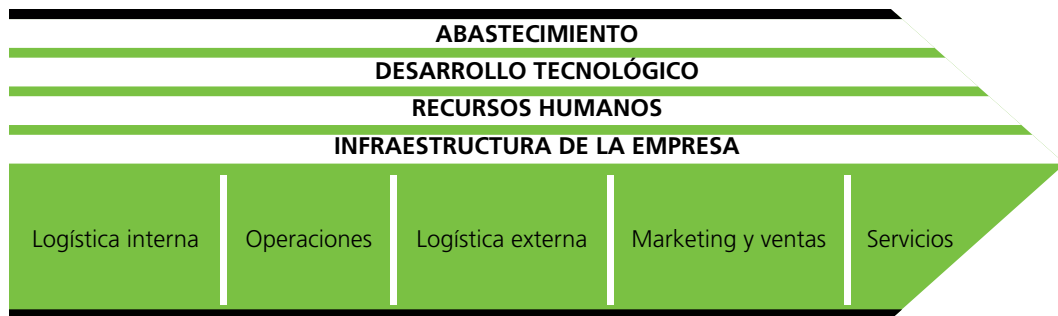 ABASTECIMIENTO
DESARROLLO TECNOLÓGICO
RECURSOS HUMANOS
INFRAESTRUCTURA DE LA EMPRESA
Logística interna
Operaciones
Logística externa
Marketing y ventas
Servicios